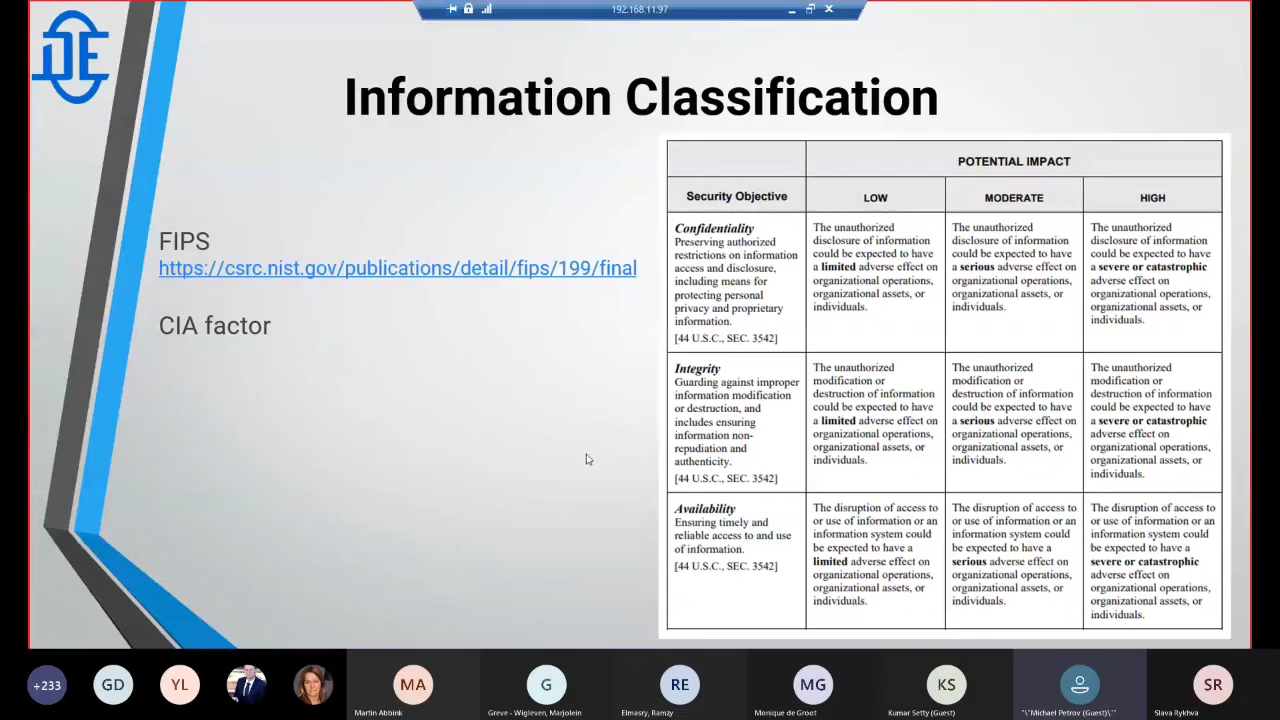 192.168.11.97
DE
Information Classification
FIPS
https://csrc.nist.gov/publications/detail/fips/199/final
CIA factor
POTENTIAL IMPACT
Security Objective
LOW
MODERATE
HIGH
Confidentiality
Preserving authorized
restrictions on information
access and disclosure,
including means for
protecting personal
privacy and proprietary
information.
[44 U.S.C., SEC. 3542]
The unauthorized
disclosure of information
could be expected to have
a limited adverse effect on
organizational operations,
organizational assets, or
individuals.
The unauthorized
disclosure of information
could be expected to have
a serious adverse effect on
organizational operations,
organizational assets, or
individuals.
The unauthorized
disclosure of information
could be expected to have
a severe or catastrophic
adverse effect on
organizational operations,
organizational assets, or
individuals.
Integrity
Guarding against improper
information modification
or destruction, and
includes ensuring
information non-
repudiation and
authenticity.
[44 U.S.C., SEC. 3542]
The unauthorized
modification or
destruction of information
could be expected to have
a limited adverse effect on
organizational operations,
organizational assets, or
individuals.
The unauthorized
modification or
destruction of information
could be expected to have
a serious adverse effect on
organizational operations,
organizational assets, or
individuals.
The unauthorized
modification or
destruction of information
could be expected to have
a severe or catastrophic
adverse effect on
organizational operations,
organizational assets, or
individuals.
Availability
Ensuring timely and
reliable access to and use
of information.
[44 U.S.C., SEC. 3542]
The disruption of access to
or use of information or an
information system could
be expected to have a
limited adverse effect on
organizational operations,
organizational assets, or
individuals.
The disruption of access to
or use of information or an
information system could
be expected to have a
serious adverse effect on
organizational operations,
organizational assets, or
individuals.
The disruption of access to
or use of information or an
information system could
be expected to have a
severe or catastrophic
adverse effect on
organizational operations,
organizational assets, or
individuals.
+233
GD
YL
MA
Martin Abbink
G
Greve - Wigleven, Marjolein
RE
Elmasry, Ramzy
MG
Monique de Groot
KS
Kumar Setty (Guest)
"\"Michael Petrov (Guest)\""
SR
Slava Rykhva